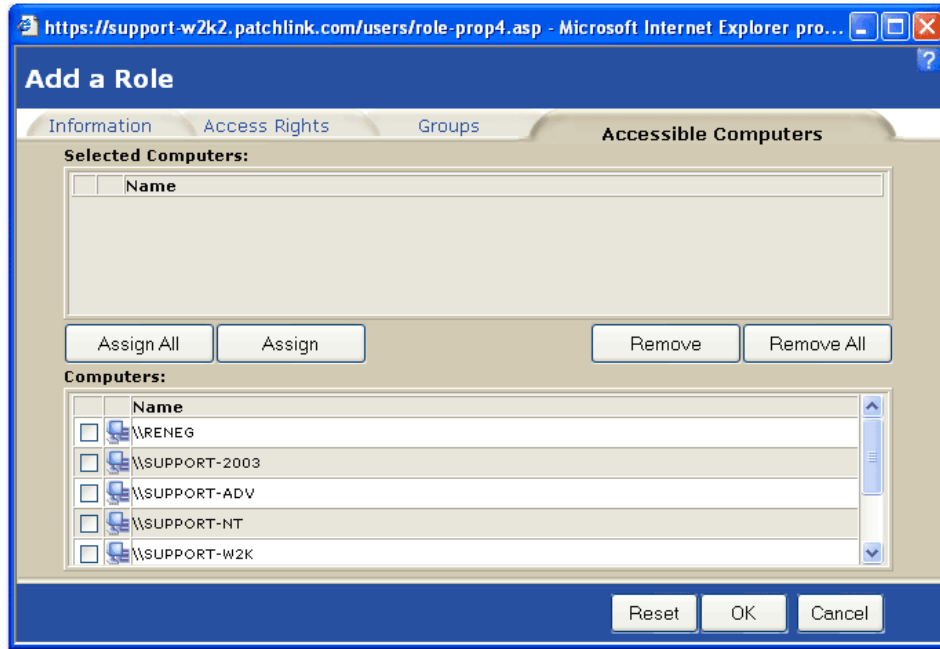 https://support-w2k2.patchlink.com/users/role-prop4.asp - Microsoft Internet Explorer pro...
?
Add a Role
Information Access Rights Groups Accessible Computers
Selected Computers:
Name
Assign All Assign Remove Remove All
Computers:
Name
\\RENEG
\\SUPPORT-2003
\\SUPPORT-ADV
\\SUPPORT-NT
\\SUPPORT-W2K
Reset OK Cancel